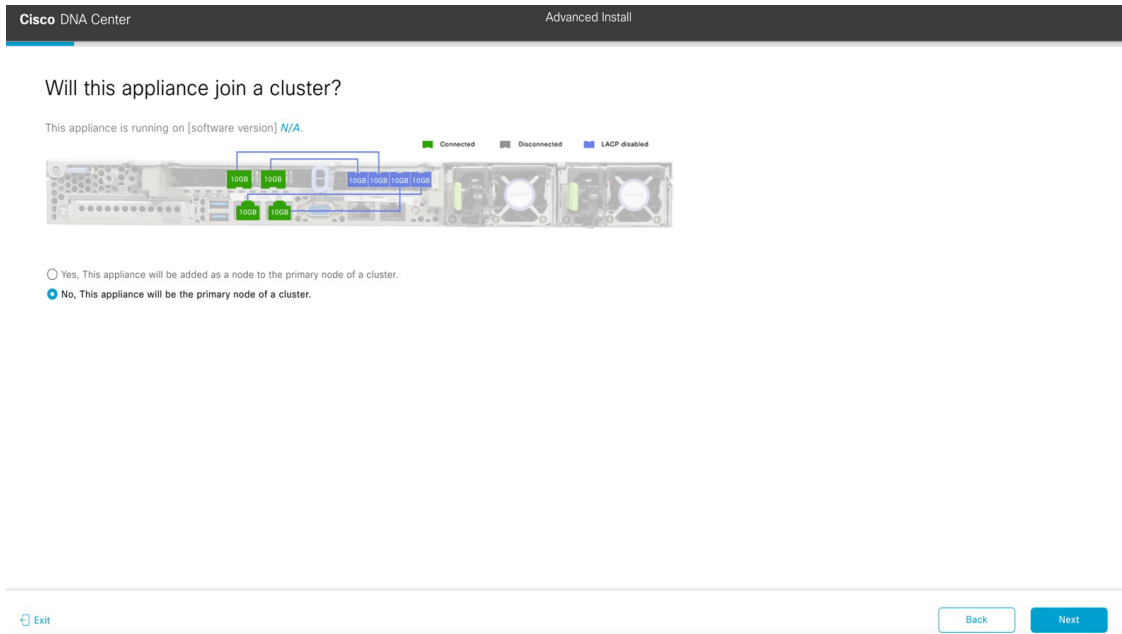 Cisco DNA Center
Advanced Install
Will this appliance join a cluster?
This appliance is running on [software version] N/A.
Connected
Disconnected
LACP disabled
10GB 10GB 10GB 10GB 10GB 10GB
10GB 10GB
Yes, This appliance will be added as a node to the primary node of a cluster.
No, This appliance will be the primary node of a cluster.
Exit
Back
Next